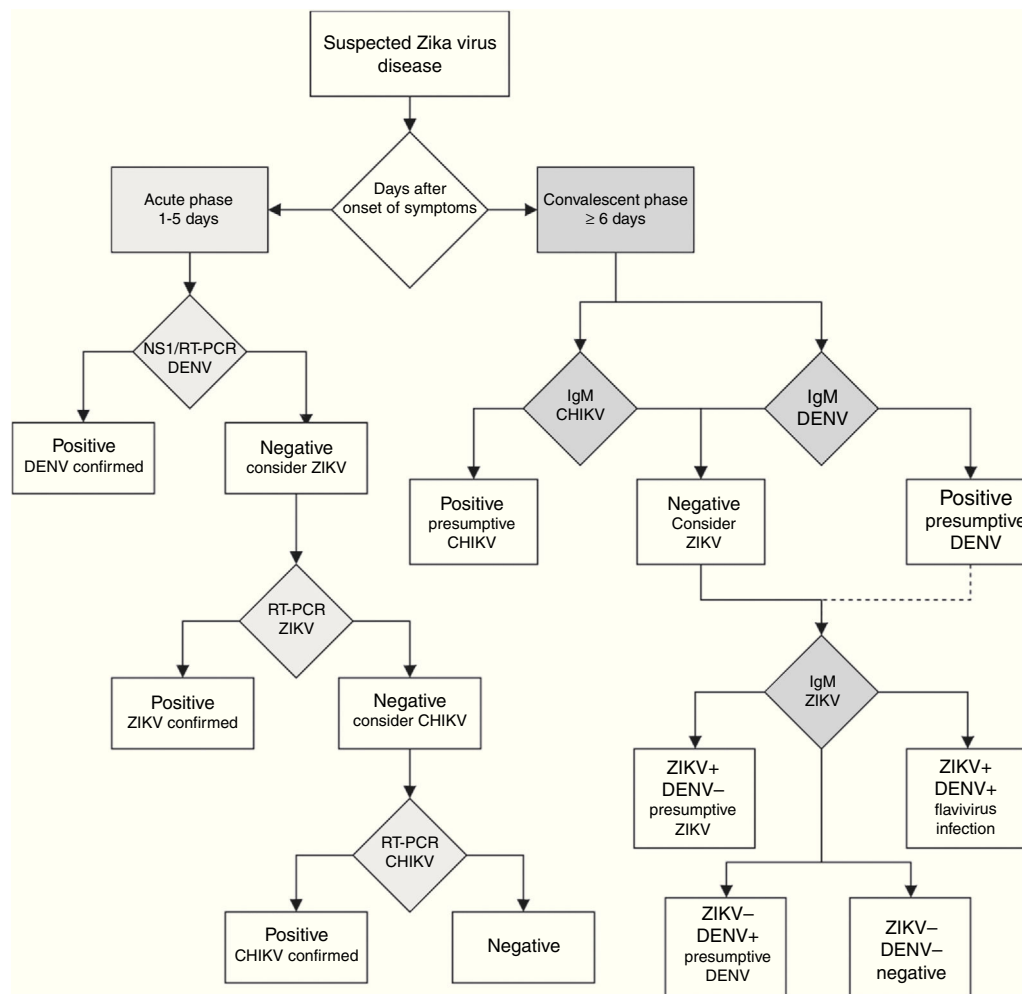 Suspected Zika virus
disease
Days after
onset of symptoms
Acute phase
1-5 days
Convalescent phase
≥ 6 days
NS1/RT-PCR
DENV
Positive
DENV confirmed
Negative
consider ZIKV
RT-PCR
ZIKV
Positive
ZIKV confirmed
Negative
consider CHIKV
RT-PCR
CHIKV
Positive
CHIKV confirmed
Negative
IgM
CHIKV
IgM
DENV
Positive
presumptive
CHIKV
Negative
Consider
ZIKV
Positive
presumptive
DENV
IgM
ZIKV
ZIKV+
DENV–
presumptive
ZIKV
ZIKV+
DENV+
flavivirus
infection
ZIKV–
DENV+
presumptive
DENV
ZIKV–
DENV–
negative